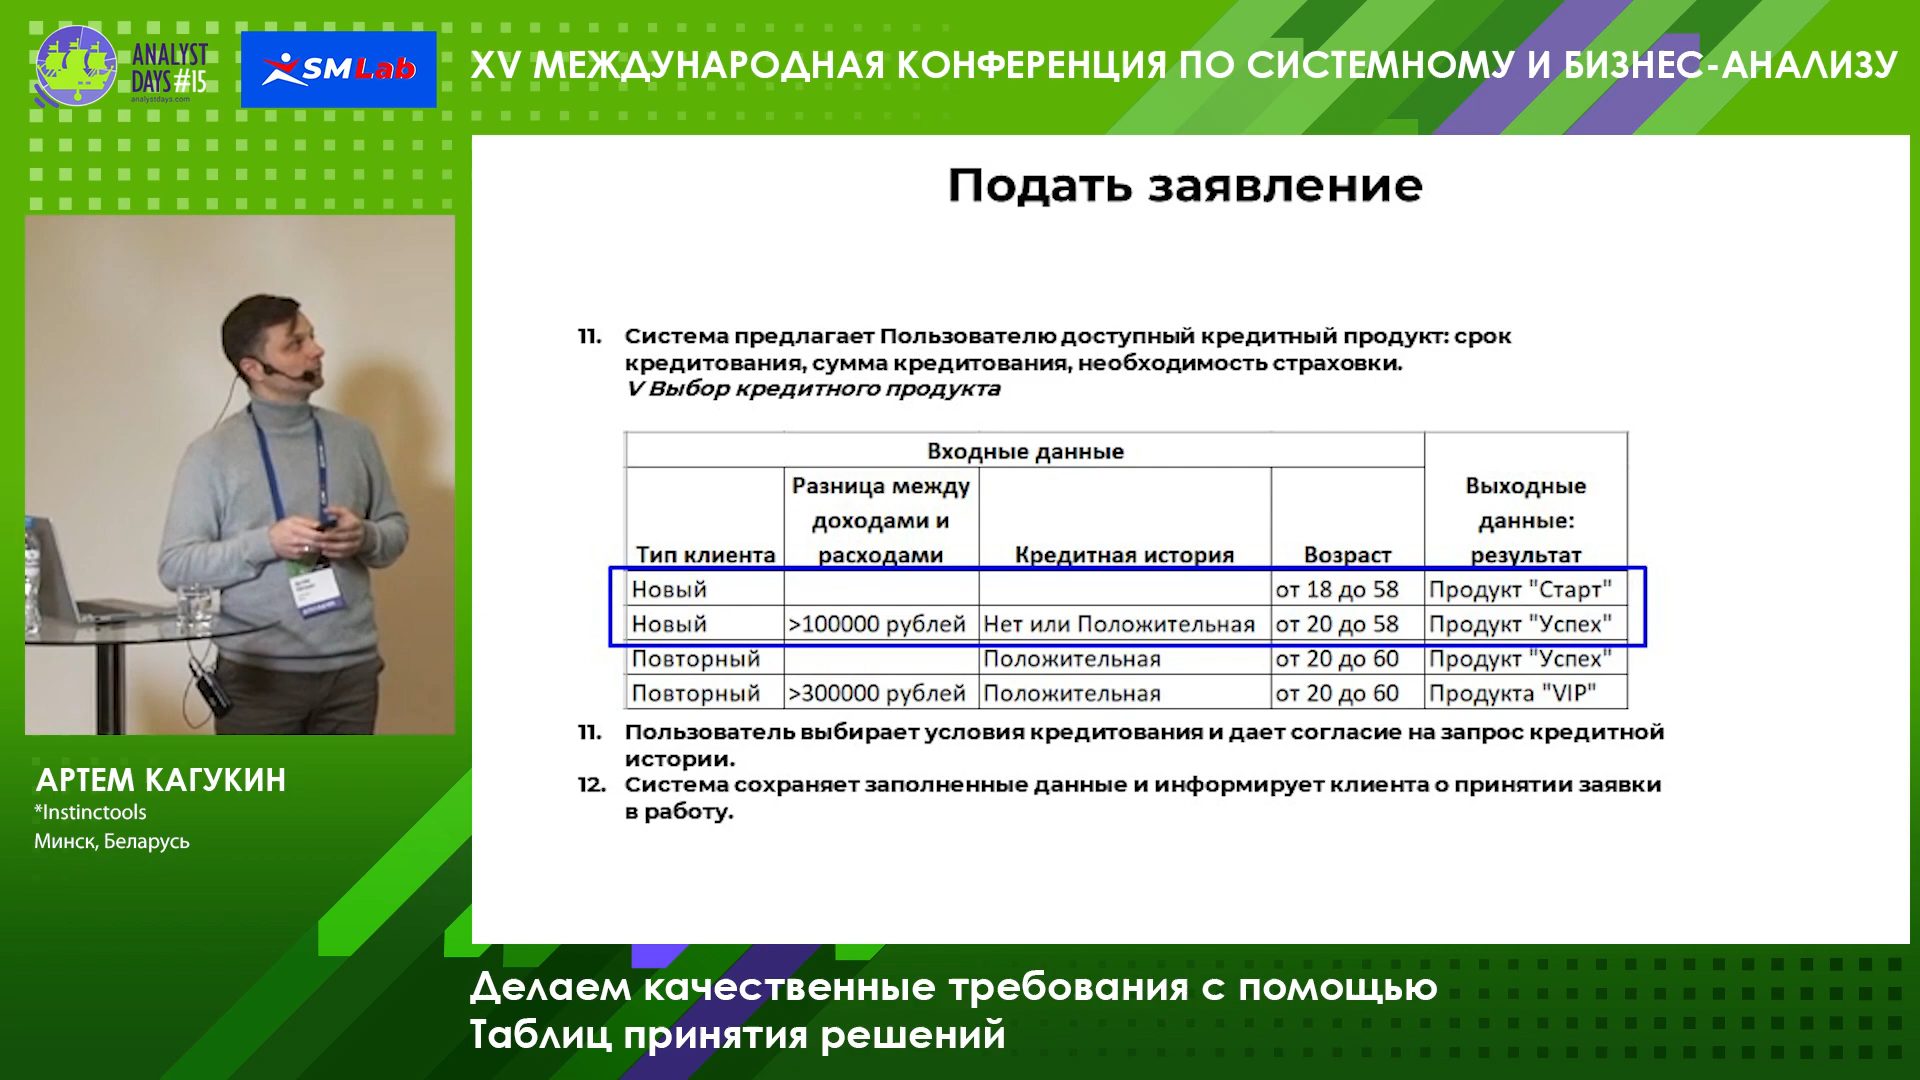 ANALYST
DAYS#15
analystdays.com
SMLab
XV МЕЖДУНАРОДНАЯ КОНФЕРЕНЦИЯ ПО СИСТЕМНОМУ И БИЗНЕС-АНАЛИЗУ
Подать заявление
11. Система предлагает Пользователю доступный кредитный продукт: срок
кредитования, сумма кредитования, необходимость страховки.
V Выбор кредитного продукта
Входные данные
Тип клиента | Разница между доходами и расходами | Кредитная история | Возраст | Выходные данные: результат
Новый | | | от 18 до 58 | Продукт "Старт"
Новый | >100000 рублей | Нет или Положительная | от 20 до 58 | Продукт "Успех"
Повторный | | Положительная | от 20 до 60 | Продукт "Успех"
Повторный | >300000 рублей | Положительная | от 20 до 60 | Продукта "VIP"
11. Пользователь выбирает условия кредитования и дает согласие на запрос кредитной
истории.
12. Система сохраняет заполненные данные и информирует клиента о принятии заявки
в работу.
АРТЕМ КАГУКИН
*Instinctools
Минск, Беларусь
Делаем качественные требования с помощью
Таблиц принятия решений